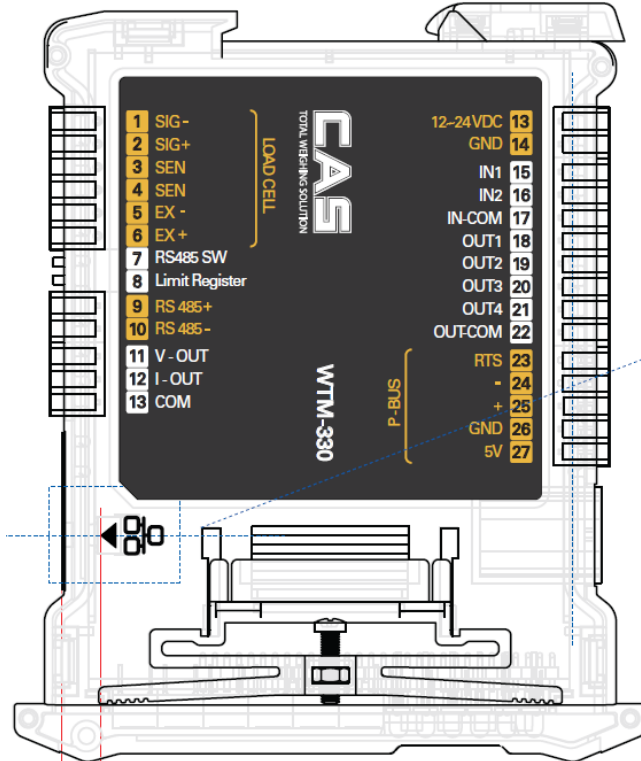 1 SIG -
2 SIG+
3 SEN
4 SEN
5 EX -
6 EX +
7 RS485 SW
8 Limit Register
9 RS 485+
10 RS 485-
11 V - OUT
12 I - OUT
13 COM
LOAD CELL
CAS
TOTAL WEIGHING SOLUTION
WTM-330
12~24VDC 13
GND 14
IN1 15
IN2 16
IN-COM 17
OUT1 18
OUT2 19
OUT3 20
OUT4 21
OUT-COM 22
P-BUS
RTS 23
- 24
+ 25
GND 26
5V 27